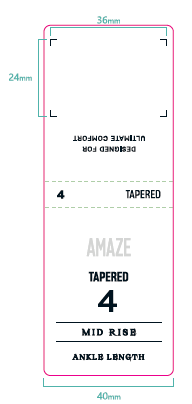 36mm
24mm
DESIGNED FOR
ULTIMATE COMFORT
4 TAPERED
AMAZE
TAPERED
4
MID RISE
ANKLE LENGTH
40mm